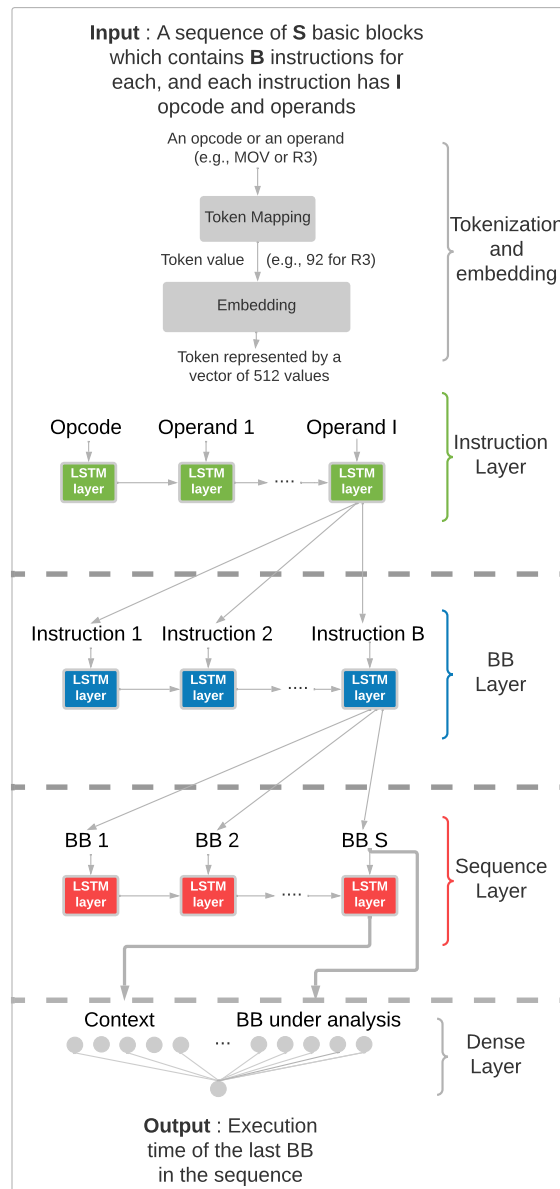 Input : A sequence of S basic blocks
which contains B instructions for
each, and each instruction has I
opcode and operands
An opcode or an operand
(e.g., MOV or R3)
Token Mapping
Token value (e.g., 92 for R3)
Embedding
Token represented by a
vector of 512 values
Tokenization
and
embedding
Opcode Operand 1 Operand I
LSTM
layer
LSTM
layer
....
LSTM
layer
Instruction
Layer
Instruction 1 Instruction 2 Instruction B
LSTM
layer
LSTM
layer
....
LSTM
layer
BB
Layer
BB 1 BB 2 BB S
LSTM
layer
LSTM
layer
....
LSTM
layer
Sequence
Layer
Context ... BB under analysis
Dense
Layer
Output : Execution
time of the last BB
in the sequence